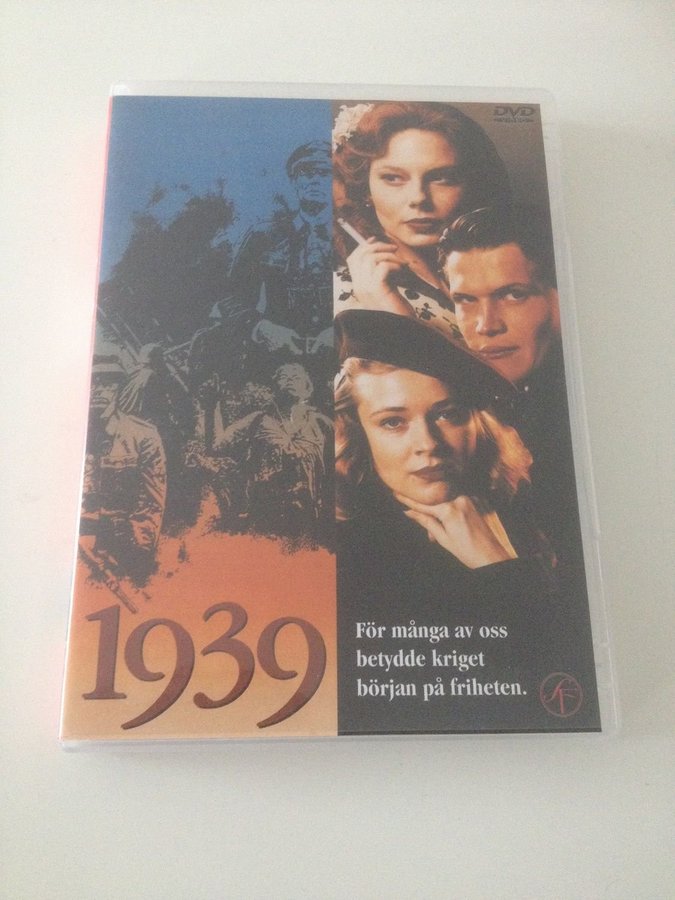 DVD
1939
För många av oss
betydde kriget
början på friheten.